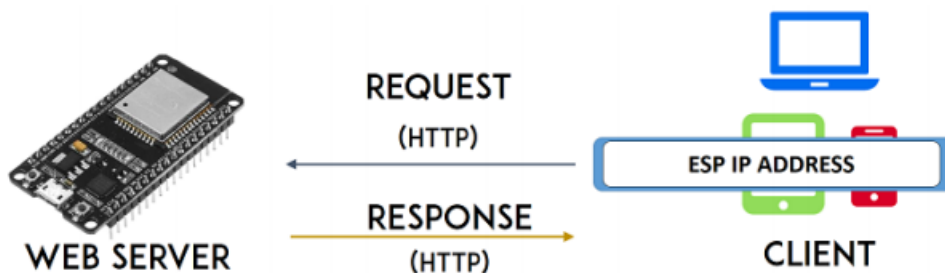 REQUEST
(HTTP)
ESP IP ADDRESS
RESPONSE
(HTTP)
WEB SERVER
CLIENT